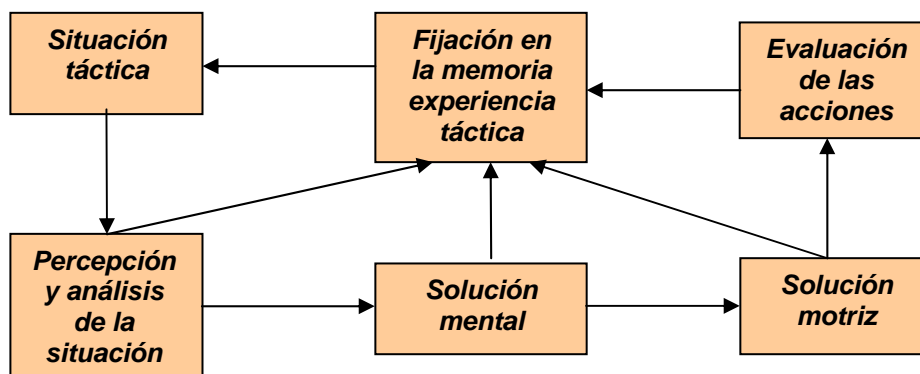 Situación
táctica
Fijación en
la memoria
experiencia
táctica
Evaluación
de las
acciones
Percepción
y análisis
de la
situación
Solución
mental
Solución
motriz